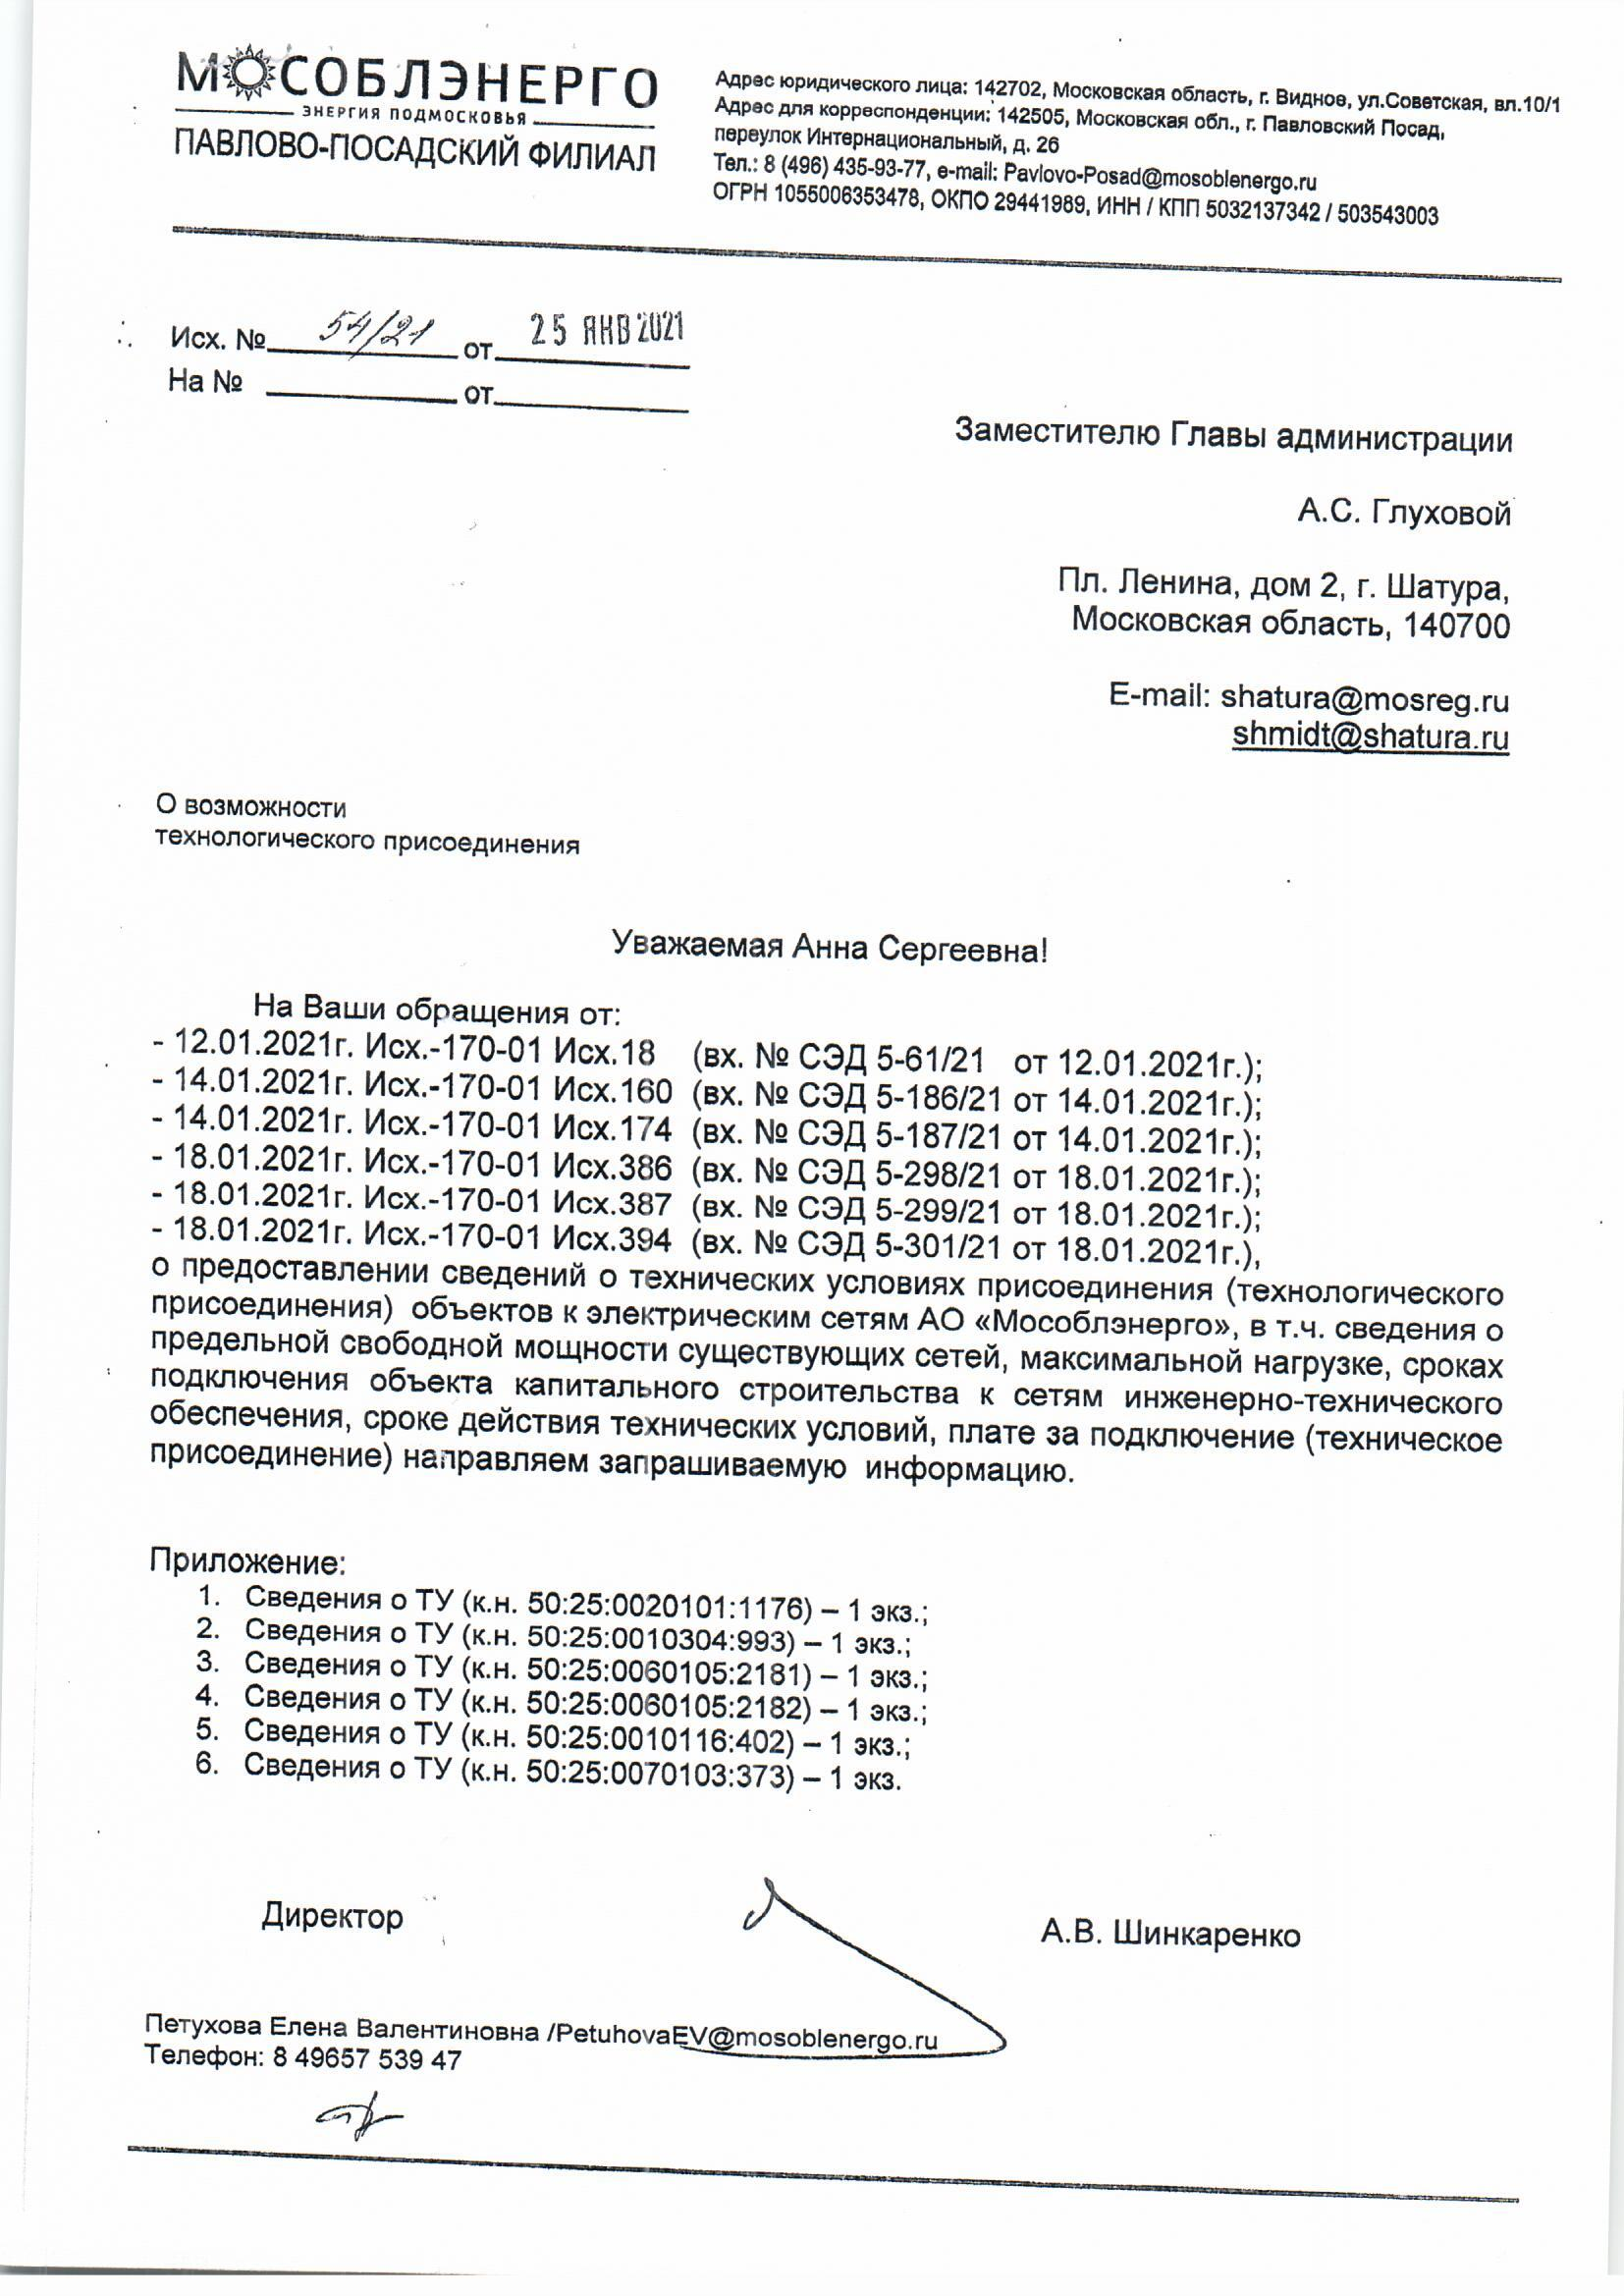 МОСОБЛЭНЕРГО
ЭНЕРГИЯ ПОДМОСКОВЬЯ
ПАВЛОВО-ПОСАДСКИЙ ФИЛИАЛ
Адрес юридического лица: 142702, Московская область, г. Видное, ул.Советская, вл.10/1
Адрес для корреспонденции: 142505, Московская обл., г. Павловский Посад,
переулок Интернациональный, д. 26
Тел.: 8 (496) 435-93-77, e-mail: Pavlovo-Posad@mosoblenergo.ru
ОГРН 1055006353478, ОКПО 29441989, ИНН / КПП 5032137342 / 503543003
Исх. № 54/21 от 25 ЯНВ 2021
На № от
Заместителю Главы администрации
А.С. Глуховой
Пл. Ленина, дом 2, г. Шатура,
Московская область, 140700
E-mail: shatura@mosreg.ru
shmidt@shatura.ru
О возможности
технологического присоединения
Уважаемая Анна Сергеевна!
На Ваши обращения от:
- 12.01.2021г. Исх.-170-01 Исх.18 (вх. № СЭД 5-61/21 от 12.01.2021г.);
- 14.01.2021г. Исх.-170-01 Исх.160 (вх. № СЭД 5-186/21 от 14.01.2021г.);
- 14.01.2021г. Исх.-170-01 Исх.174 (вх. № СЭД 5-187/21 от 14.01.2021г.);
- 18.01.2021г. Исх.-170-01 Исх.386 (вх. № СЭД 5-298/21 от 18.01.2021г.);
- 18.01.2021г. Исх.-170-01 Исх.387 (вх. № СЭД 5-299/21 от 18.01.2021г.);
- 18.01.2021г. Исх.-170-01 Исх.394 (вх. № СЭД 5-301/21 от 18.01.2021г.),
о предоставлении сведений о технических условиях присоединения (технологического
присоединения) объектов к электрическим сетям АО «Мособлэнерго», в т.ч. сведения о
предельной свободной мощности существующих сетей, максимальной нагрузке, сроках
подключения объекта капитального строительства к сетям инженерно-технического
обеспечения, сроке действия технических условий, плате за подключение (техническое
присоединение) направляем запрашиваемую информацию.
Приложение:
1. Сведения о ТУ (к.н. 50:25:0020101:1176) – 1 экз.;
2. Сведения о ТУ (к.н. 50:25:0010304:993) – 1 экз.;
3. Сведения о ТУ (к.н. 50:25:0060105:2181) – 1 экз.;
4. Сведения о ТУ (к.н. 50:25:0060105:2182) – 1 экз.;
5. Сведения о ТУ (к.н. 50:25:0010116:402) – 1 экз.;
6. Сведения о ТУ (к.н. 50:25:0070103:373) – 1 экз.
Директор А.В. Шинкаренко
Петухова Елена Валентиновна /PetuhovaEV@mosoblenergo.ru
Телефон: 8 49657 539 47